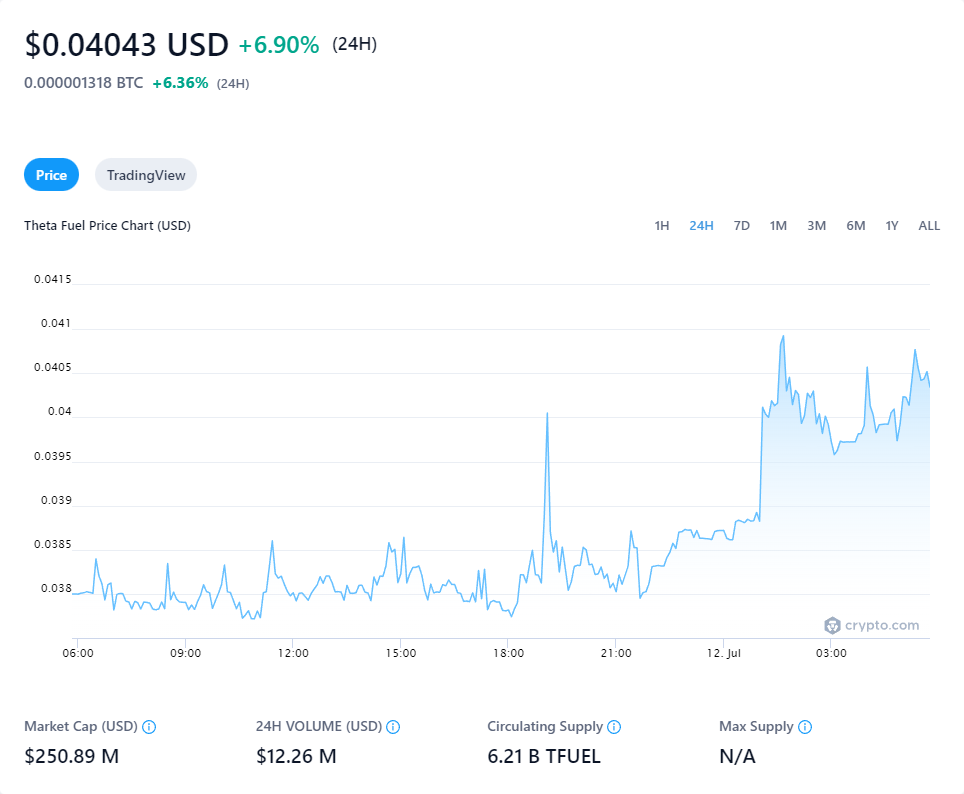 $0.04043 USD +6.90% (24H)
0.000001318 BTC +6.36% (24H)
Price TradingView
Theta Fuel Price Chart (USD)
1H 24H 7D 1M 3M 6M 1Y ALL
0.0415
0.041
0.0405
0.04
0.0395
0.039
0.0385
0.038
crypto.com
06:00 09:00 12:00 15:00 18:00 21:00 12. Jul 03:00
Market Cap (USD) 24H VOLUME (USD) Circulating Supply Max Supply
$250.89 M $12.26 M 6.21 B TFUEL N/A